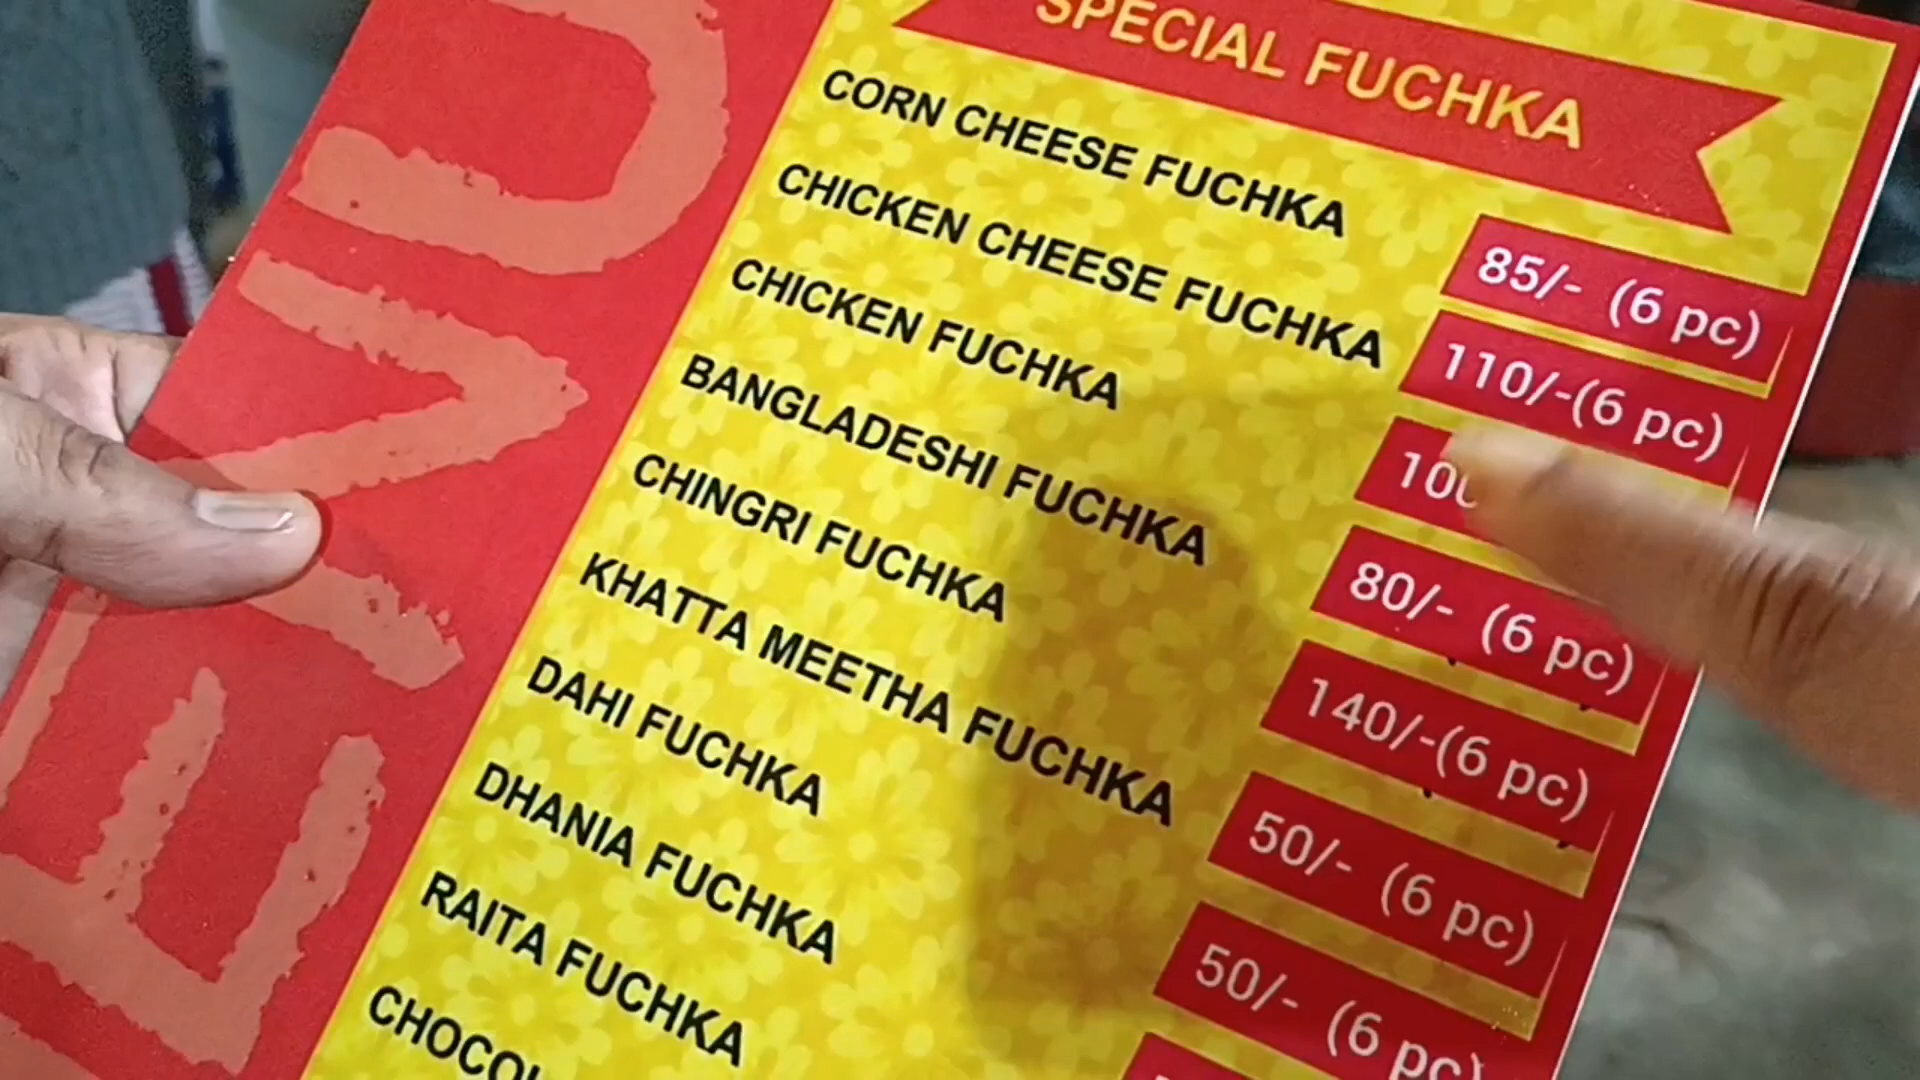 ENU
SPECIAL FUCHKA
CORN CHEESE FUCHKA 85/- (6 pc)
CHICKEN CHEESE FUCHKA 110/-(6 pc)
CHICKEN FUCHKA
BANGLADESHI FUCHKA 80/- (6 pc)
CHINGRI FUCHKA 140/-(6 pc)
KHATTA MEETHA FUCHKA 50/- (6 pc)
DAHI FUCHKA 50/- (6 pc)
DHANIA FUCHKA
RAITA FUCHKA